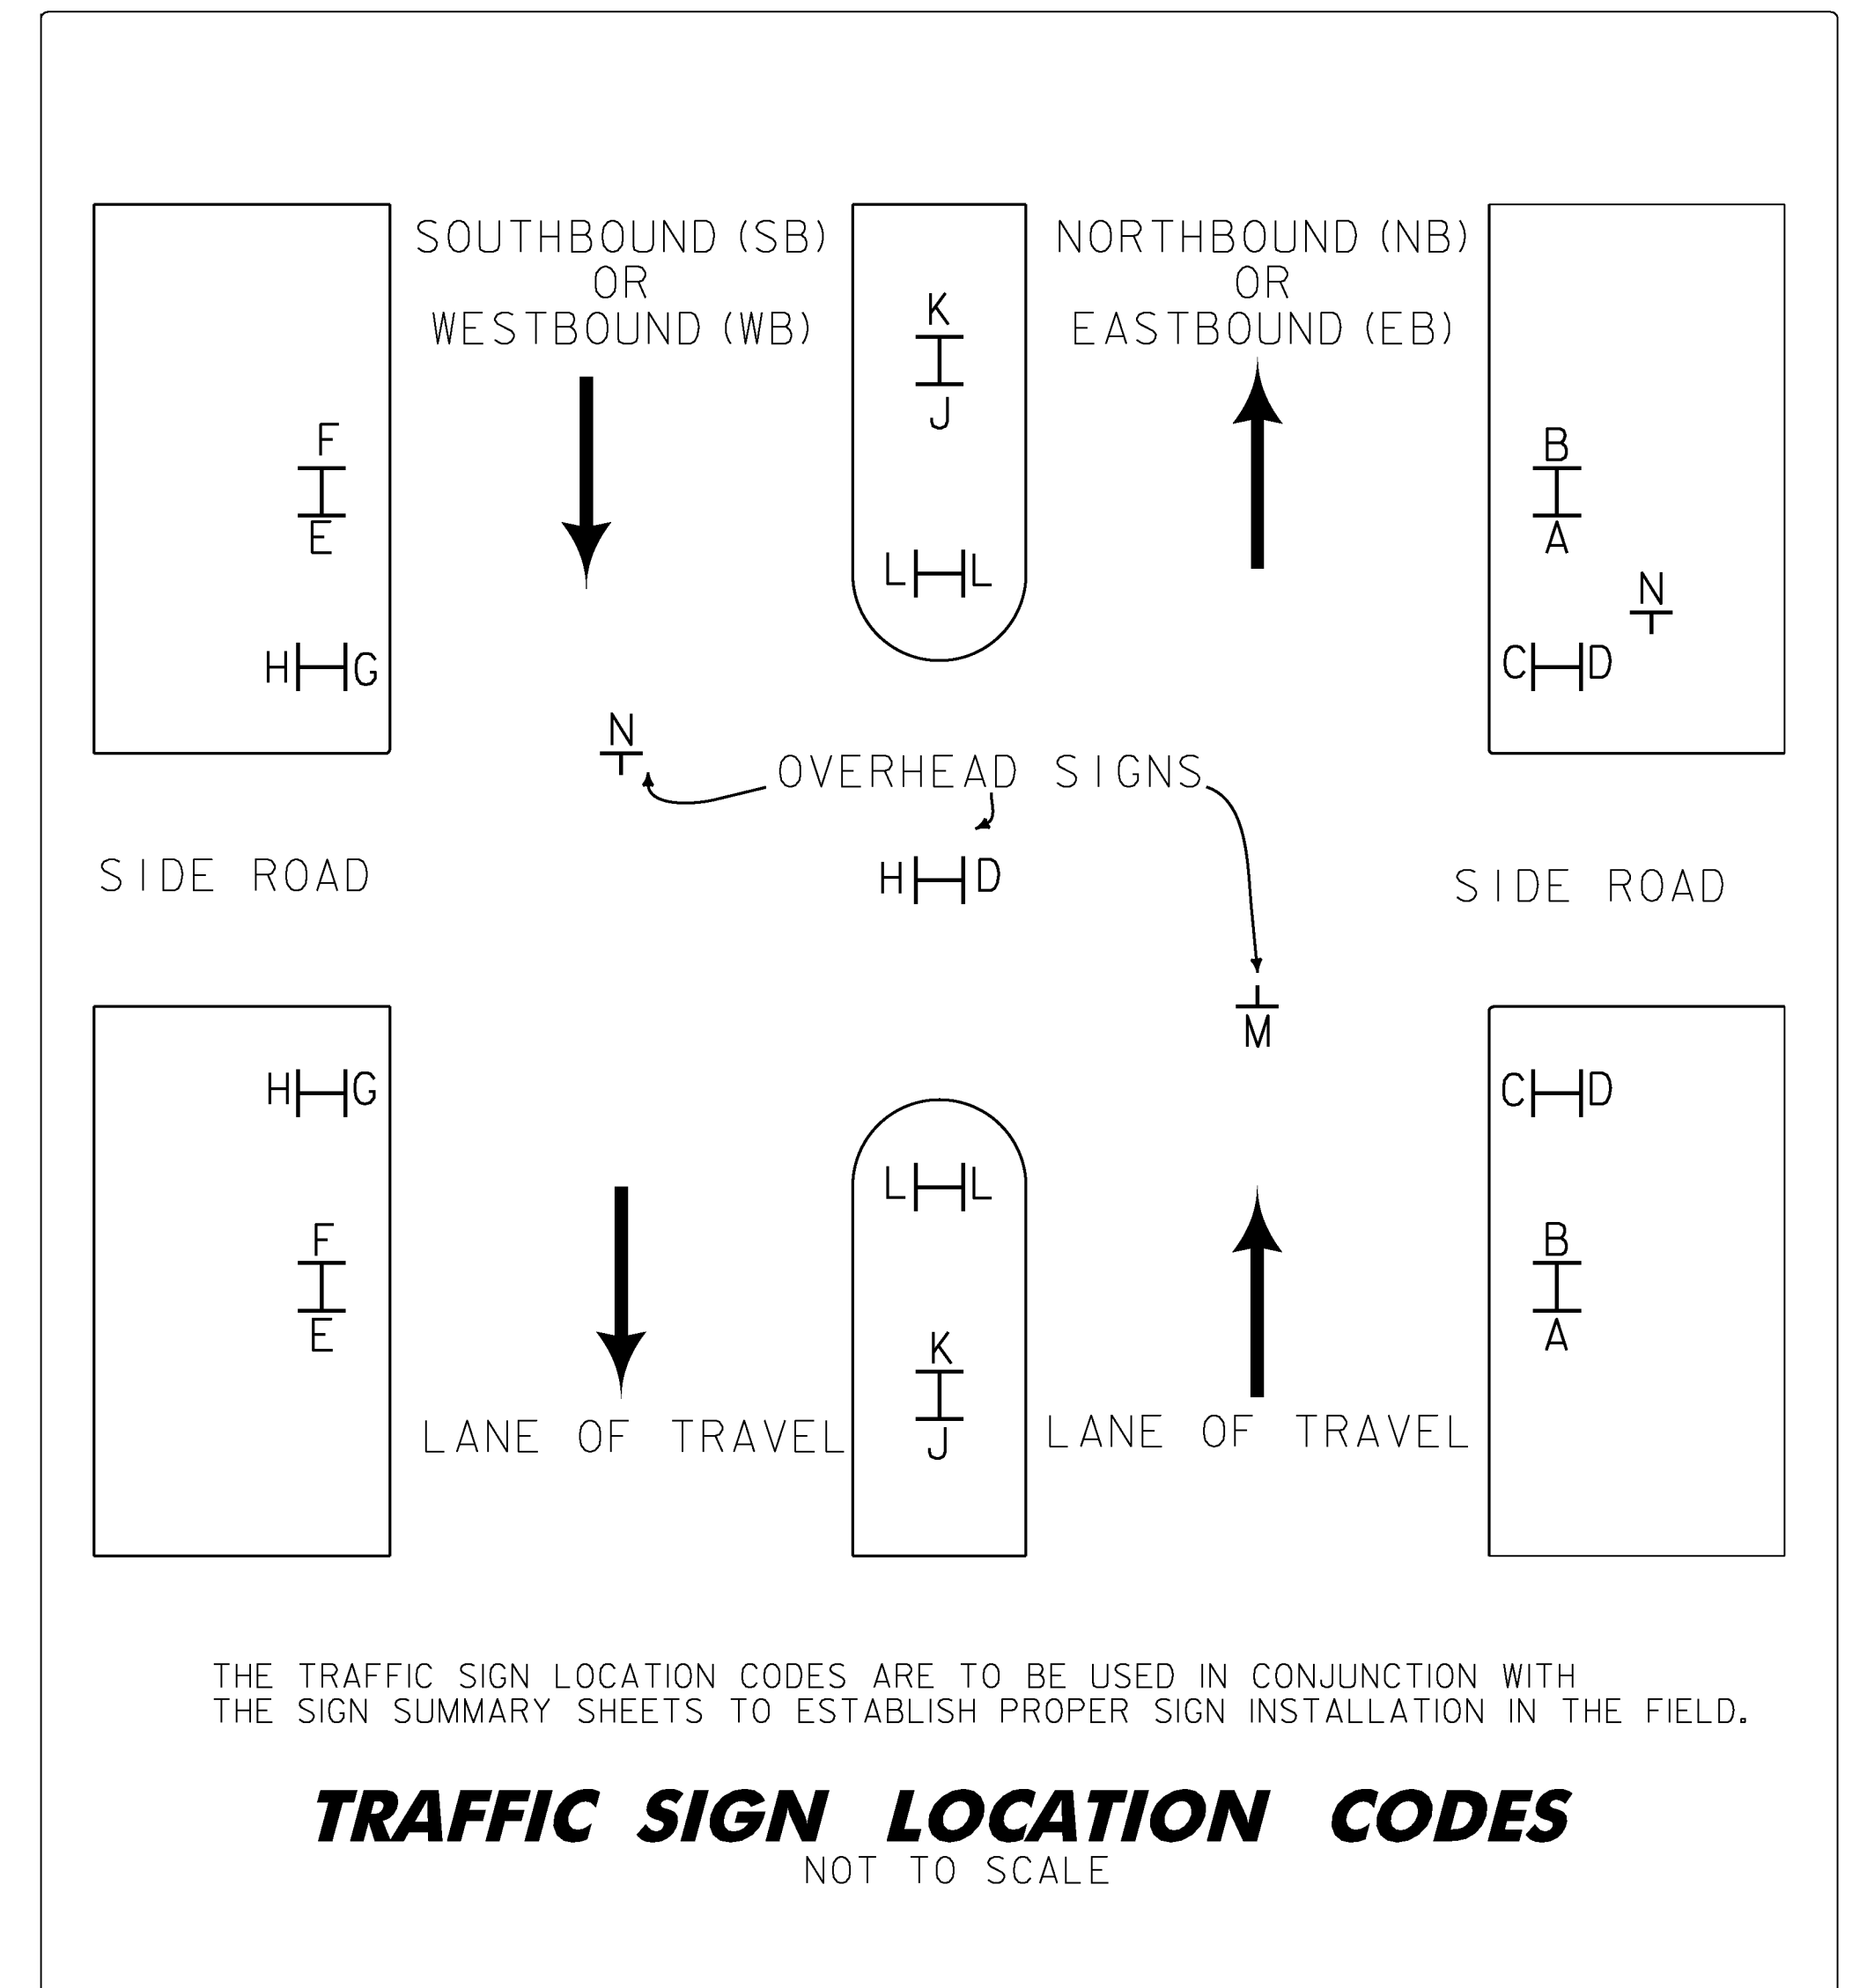 SOUTHBOUND (SB)
OR
WESTBOUND (WB)
NORTHBOUND (NB)
OR
EASTBOUND (EB)
K
J
F
E
B
A
N
L L
H G
C D
N
OVERHEAD SIGNS
SIDE ROAD
H D
SIDE ROAD
M
H G
C D
L L
F
E
B
A
K
J
LANE OF TRAVEL
LANE OF TRAVEL
THE TRAFFIC SIGN LOCATION CODES ARE TO BE USED IN CONJUNCTION WITH
THE SIGN SUMMARY SHEETS TO ESTABLISH PROPER SIGN INSTALLATION IN THE FIELD.
TRAFFIC SIGN LOCATION CODES
NOT TO SCALE